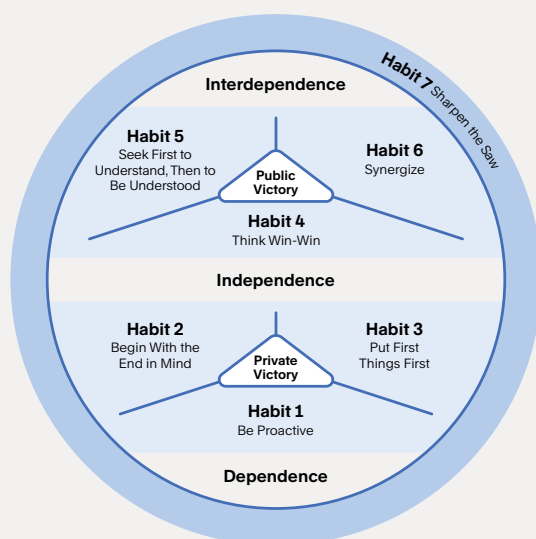 Habit 7 Sharpen the Saw
Interdependence
Habit 5
Seek First to
Understand, Then to
Be Understood
Habit 6
Synergize
Public
Victory
Habit 4
Think Win-Win
Independence
Habit 2
Begin With the
End in Mind
Habit 3
Put First
Things First
Private
Victory
Habit 1
Be Proactive
Dependence